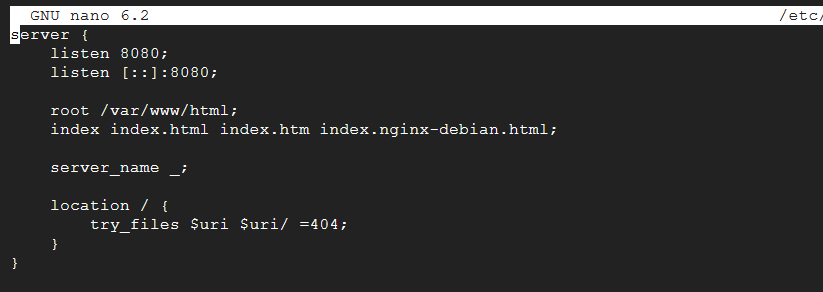 GNU nano 6.2 /etc/
server {
listen 8080;
listen [::]:8080;
root /var/www/html;
index index.html index.htm index.nginx-debian.html;
server_name _;
location / {
try_files $uri $uri/ =404;
}
}